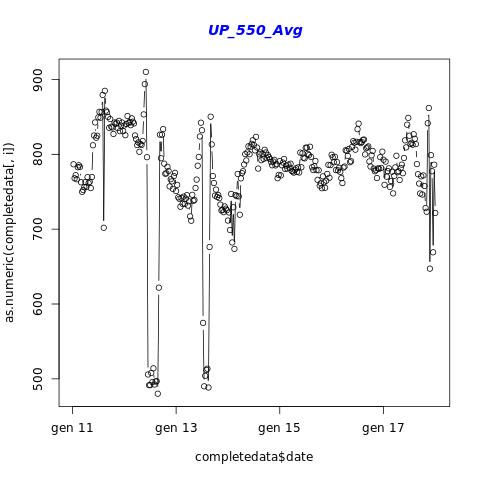 UP_550_Avg
as.numeric(completedata[, i])
900
800
700
600
500
gen 11
gen 13
gen 15
gen 17
completedata$date